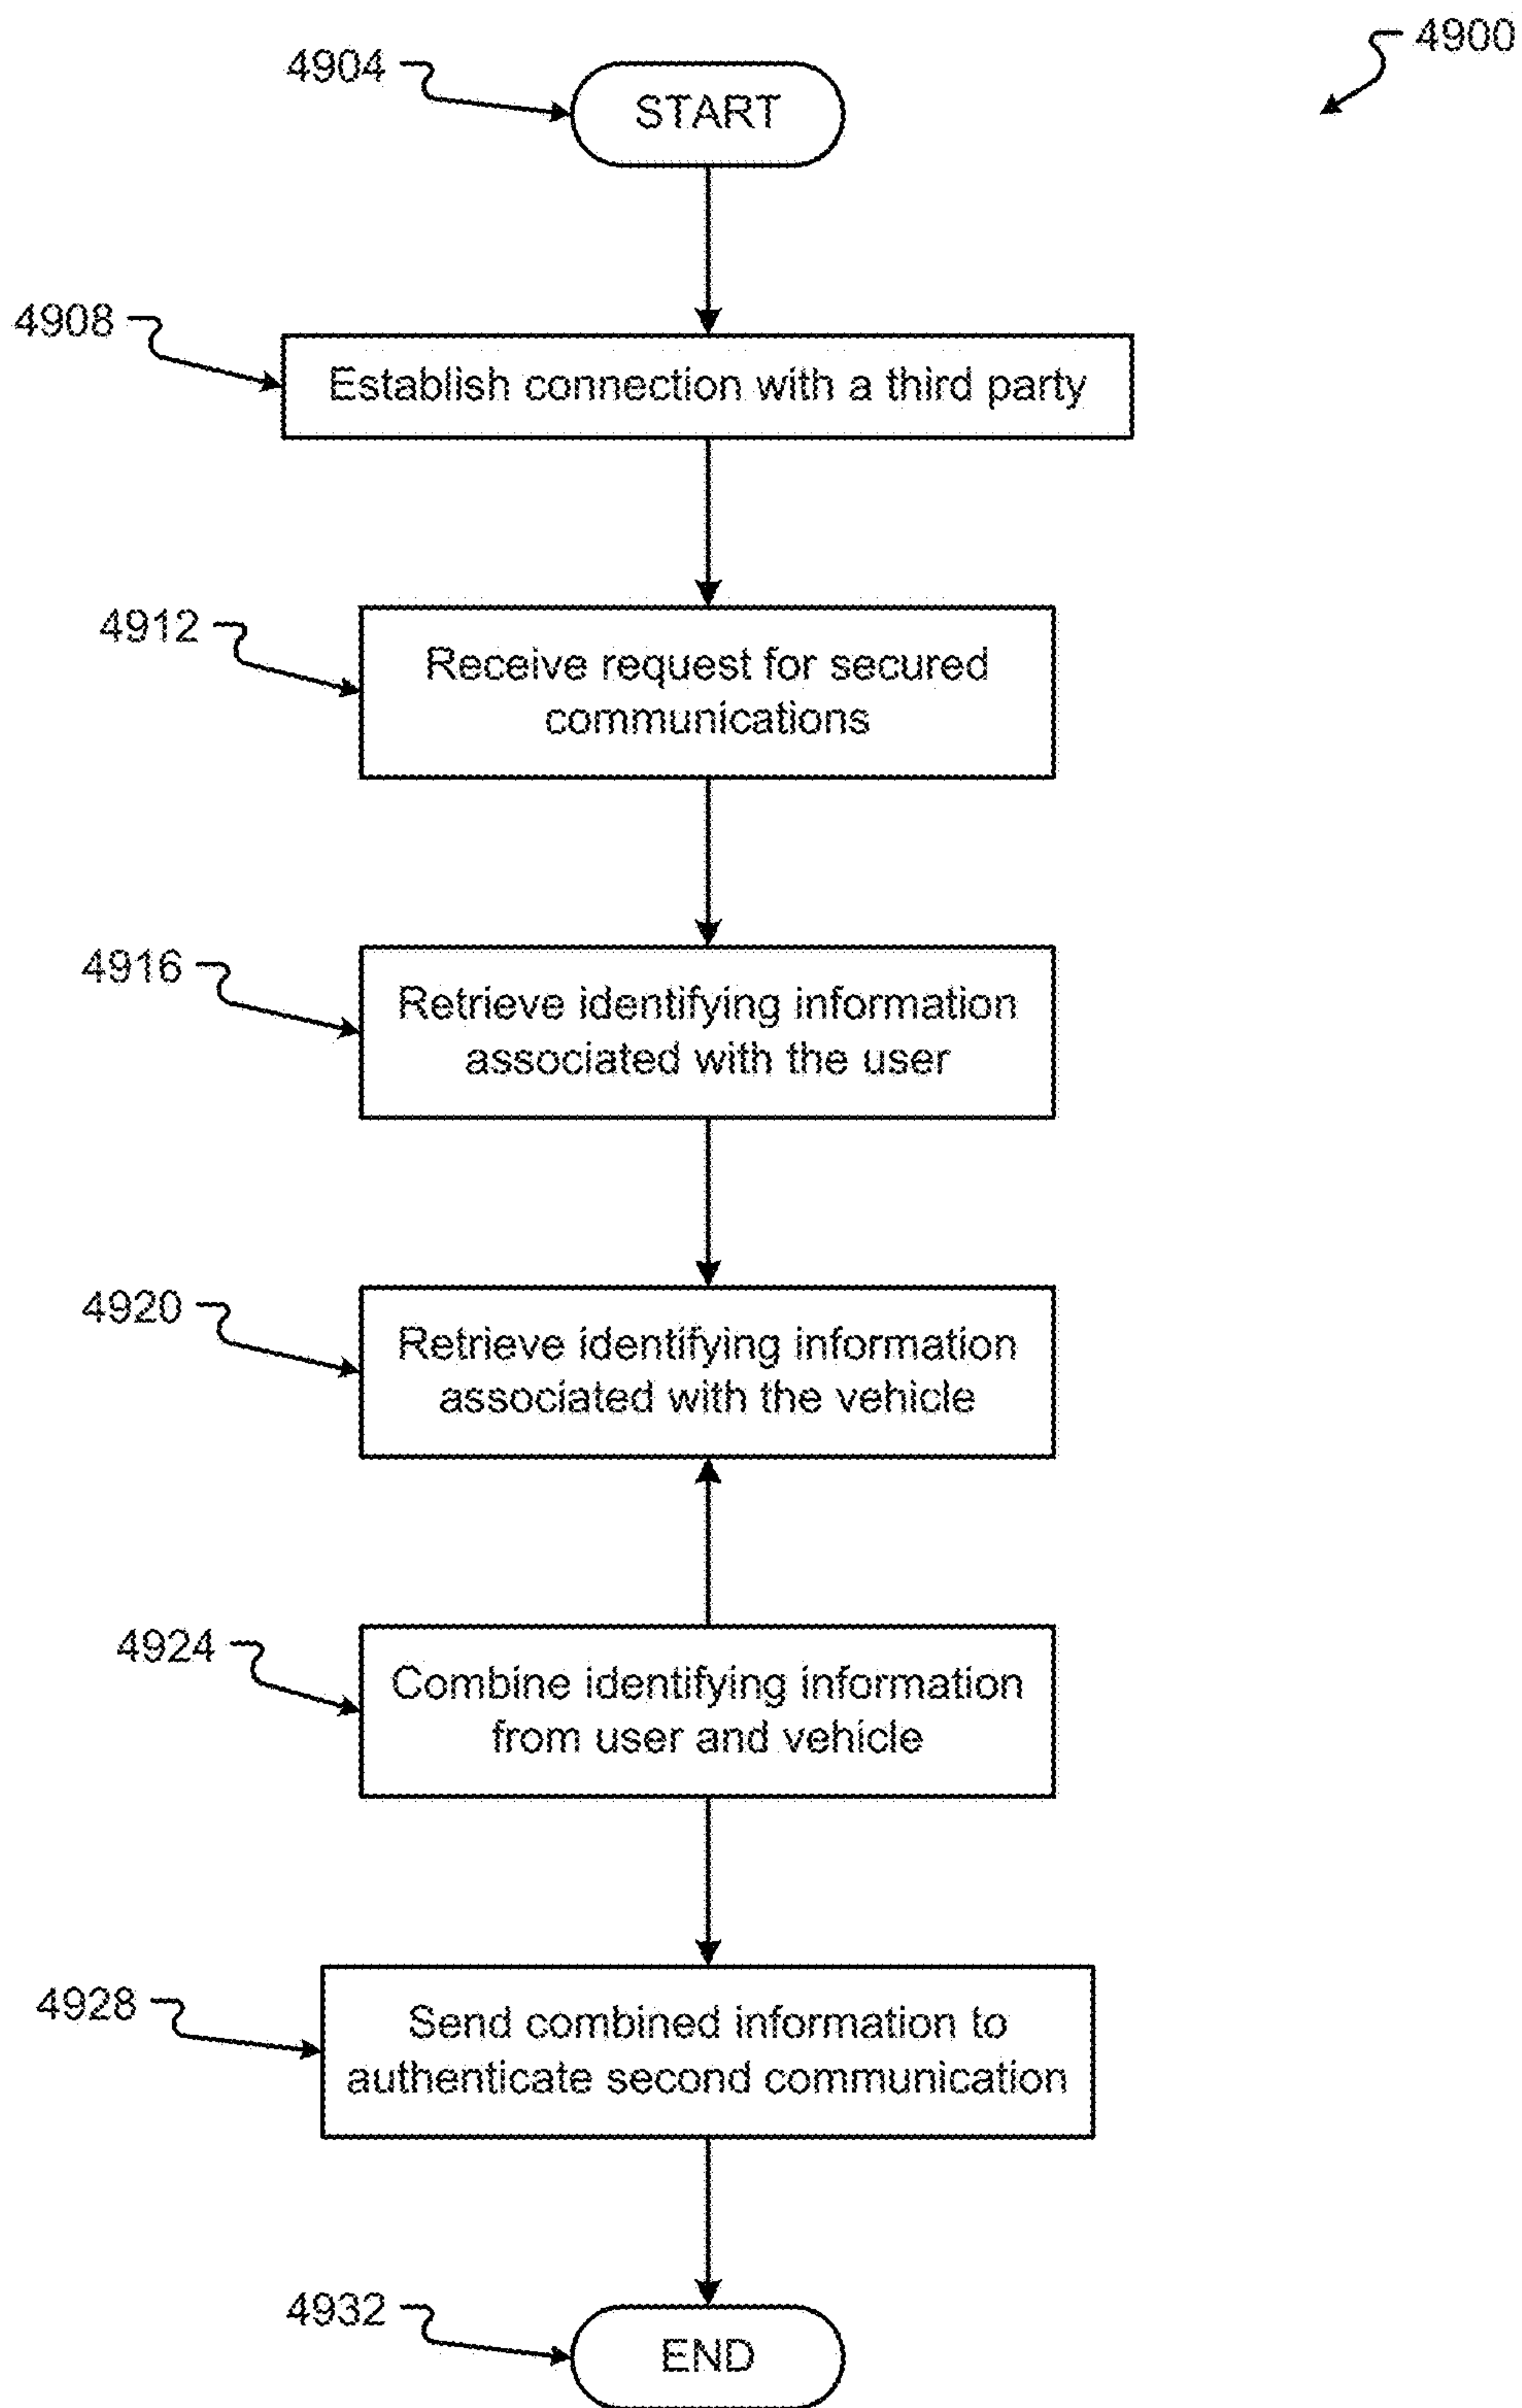 4900
4904
START
4908
Establish connection with a third party
4912
Receive request for secured
communications
4916
Retrieve identifying information
associated with the user
4920
Retrieve identifying information
associated with the vehicle
4924
Combine identifying information
from user and vehicle
4928
Send combined information to
authenticate second communication
4932
END